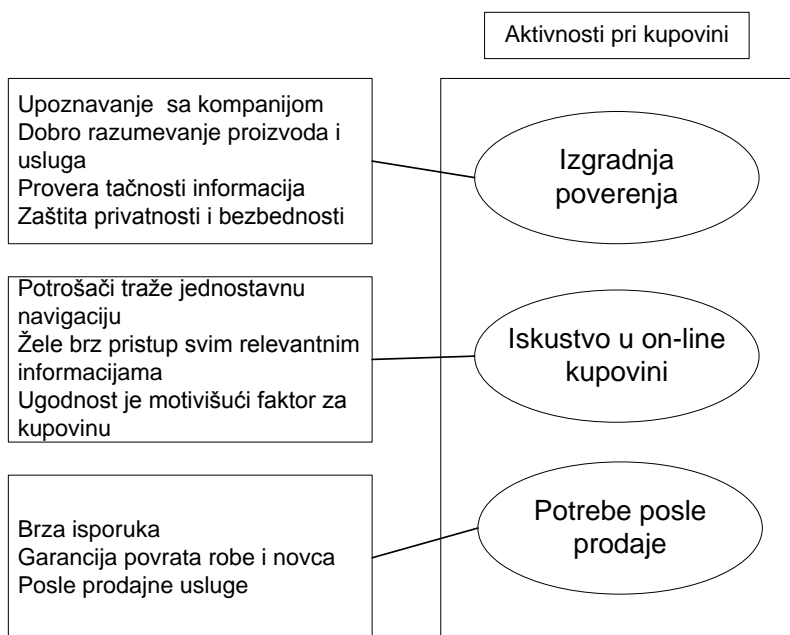 Aktivnosti pri kupovini
Upoznavanje sa kompanijom
Dobro razumevanje proizvoda i
usluga
Provera tačnosti informacija
Zaštita privatnosti i bezbednosti
Izgradnja
poverenja
Potrošači traže jednostavnu
navigaciju
Žele brz pristup svim relevantnim
informacijama
Ugodnost je motivišući faktor za
kupovinu
Iskustvo u on-line
kupovini
Brza isporuka
Garancija povrata robe i novca
Posle prodajne usluge
Potrebe posle
prodaje